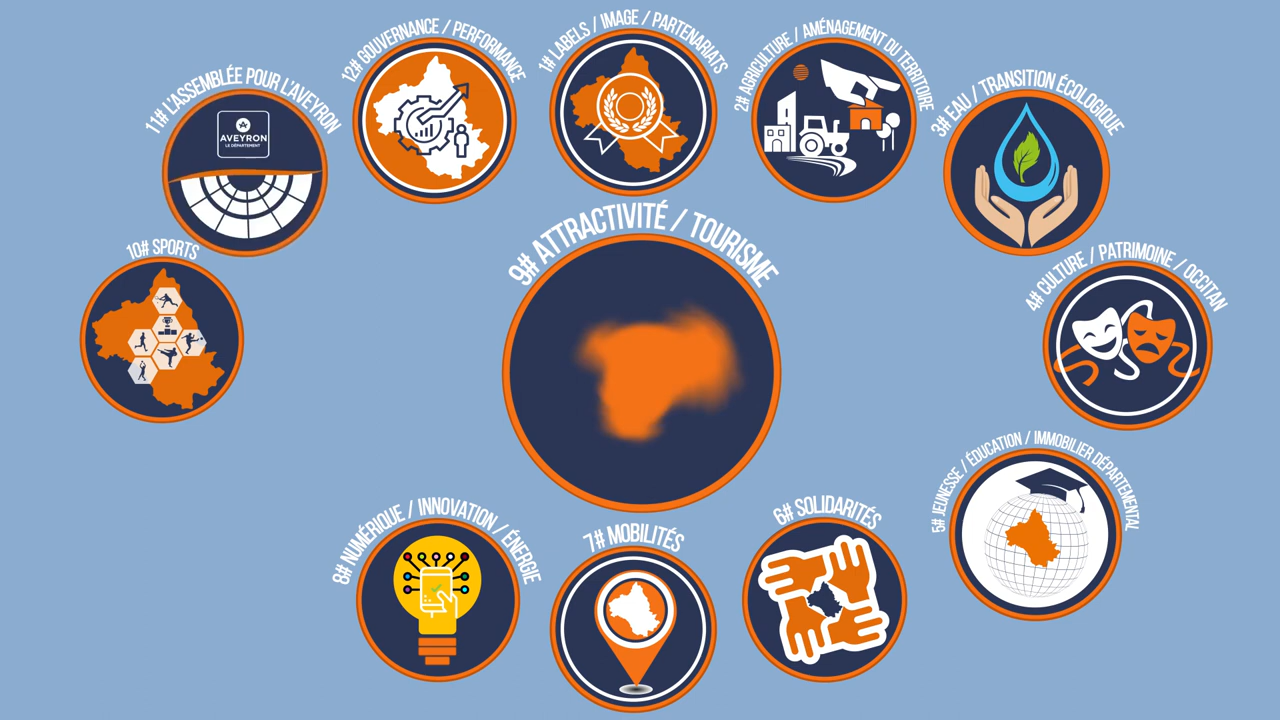 1# LABELS / IMAGE / PARTENARIATS
2# AGRICULTURE / AMÉNAGEMENT DU TERRITOIRE
3# EAU / TRANSITION ÉCOLOGIQUE
4# CULTURE / PATRIMOINE / OCCITAN
5# JEUNESSE / ÉDUCATION / IMMOBILIER DÉPARTEMENTAL
6# SOLIDARITÉS
7# MOBILITÉS
8# NUMÉRIQUE / INNOVATION / ÉNERGIE
9# ATTRACTIVITÉ / TOURISME
10# SPORTS
11# L'ASSEMBLÉE POUR L'AVEYRON
AVEYRON
LE DÉPARTEMENT
12# GOUVERNANCE / PERFORMANCE